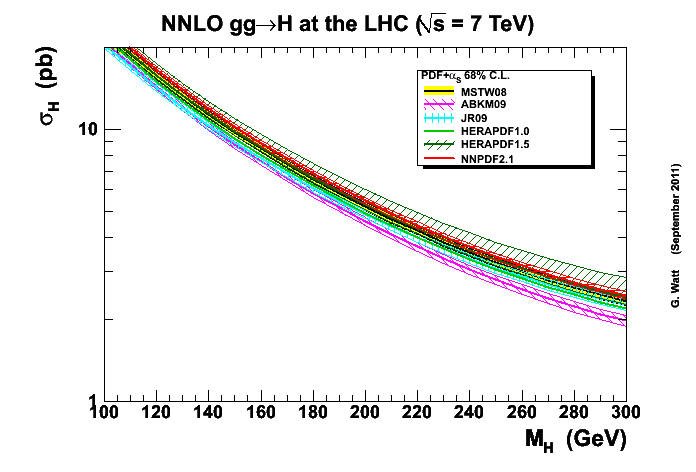 NNLO gg→H at the LHC (√s = 7 TeV)
σH (pb)
PDF+αS 68% C.L.
MSTW08
ABKM09
JR09
HERAPDF1.0
HERAPDF1.5
NNPDF2.1
10
1
100 120 140 160 180 200 220 240 260 280 300
MH (GeV)
G. Watt (September 2011)